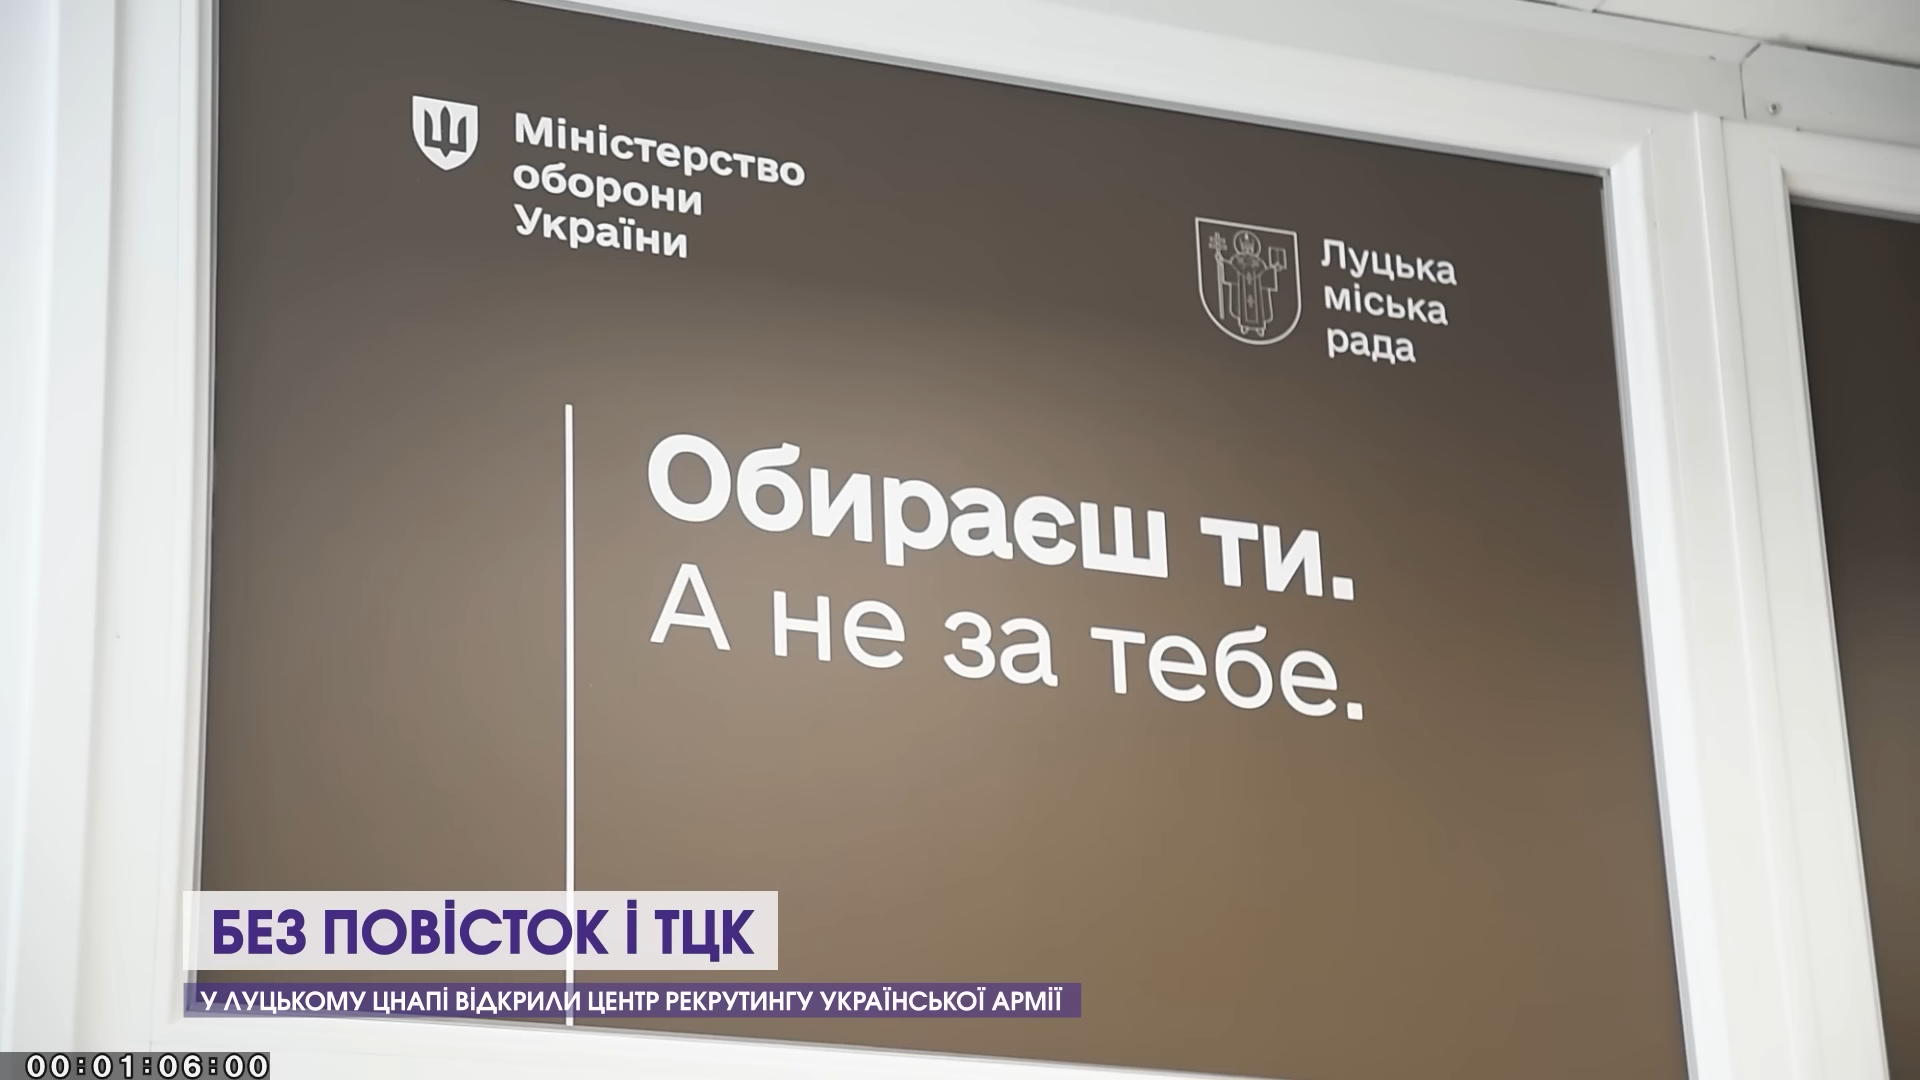 Міністерство
оборони
України
Луцька
міська
рада
Обираєш ти.
А не за тебе.
БЕЗ ПОВІСТОК І ТЦК
У ЛУЦЬКОМУ ЦНАПІ ВІДКРИЛИ ЦЕНТР РЕКРУТИНГУ УКРАЇНСЬКОЇ АРМІЇ
00:01:06:00